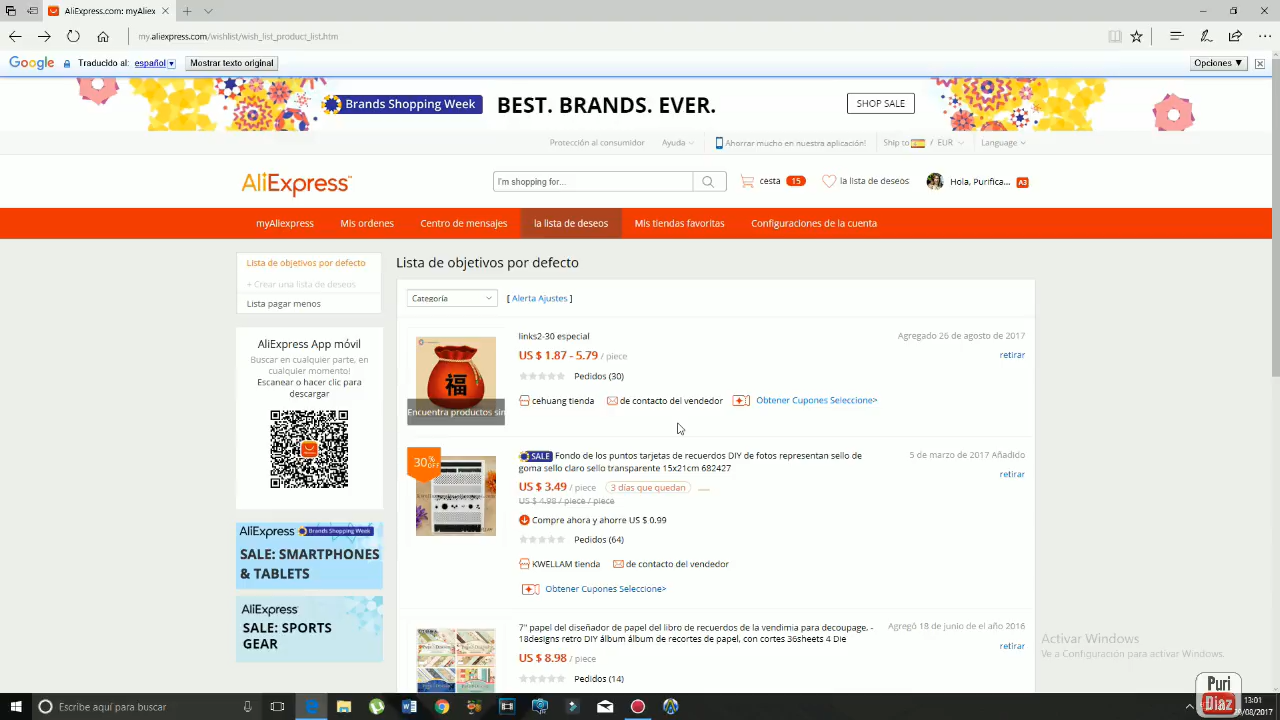 AliExpress.com: myAliex
my.aliexpress.com/wishlist/wish_list_product_list.htm
Google Traducido al: español Mostrar texto original Opciones ▼
Brands Shopping Week BEST. BRANDS. EVER. SHOP SALE
Protección al consumidor Ayuda Ahorrar mucho en nuestra aplicación! Ship to / EUR Language
AliExpress™ I'm shopping for... cesta 15 la lista de deseos Hola, Purifica... A3
myAliexpress Mis ordenes Centro de mensajes la lista de deseos Mis tiendas favoritas Configuraciones de la cuenta
Lista de objetivos por defecto
+ Crear una lista de deseos
Lista pagar menos
AliExpress App móvil
Buscar en cualquier parte, en
cualquier momento!
Escanear o hacer clic para
descargar
AliExpress Brands Shopping Week
SALE: SMARTPHONES
& TABLETS
AliExpress
SALE: SPORTS
GEAR
Lista de objetivos por defecto
Categoría [ Alerta Ajustes ]
links2-30 especial Agregado 26 de agosto de 2017
US $ 1.87 - 5.79 / piece retirar
福
Pedidos (30)
Encuentra productos sin
cehuang tienda de contacto del vendedor Obtener Cupones Seleccione>
30% OFF
SALE Fondo de los puntos tarjetas de recuerdos DIY de fotos representan sello de 5 de marzo de 2017 Añadido
goma sello claro sello transparente 15x21cm 682427 retirar
US $ 3.49 / piece 3 días que quedan
US $ 4.98 / piece / piece
Compre ahora y ahorre US $ 0.99
Pedidos (64)
KWELLAM tienda de contacto del vendedor
Obtener Cupones Seleccione>
7" papel del diseñador de papel del libro de recuerdos de la vendimia para decoupage, - Agregó 18 de junio de el año 2016
18designs retro DIY álbum álbum de recortes de papel, con cortes 36sheets 4 Die retirar
US $ 8.98 / piece
Pedidos (14)
Activar Windows
Ve a Configuración para activar Windows.
Puri
Diaz
Escribe aquí para buscar 13:01
/08/2017